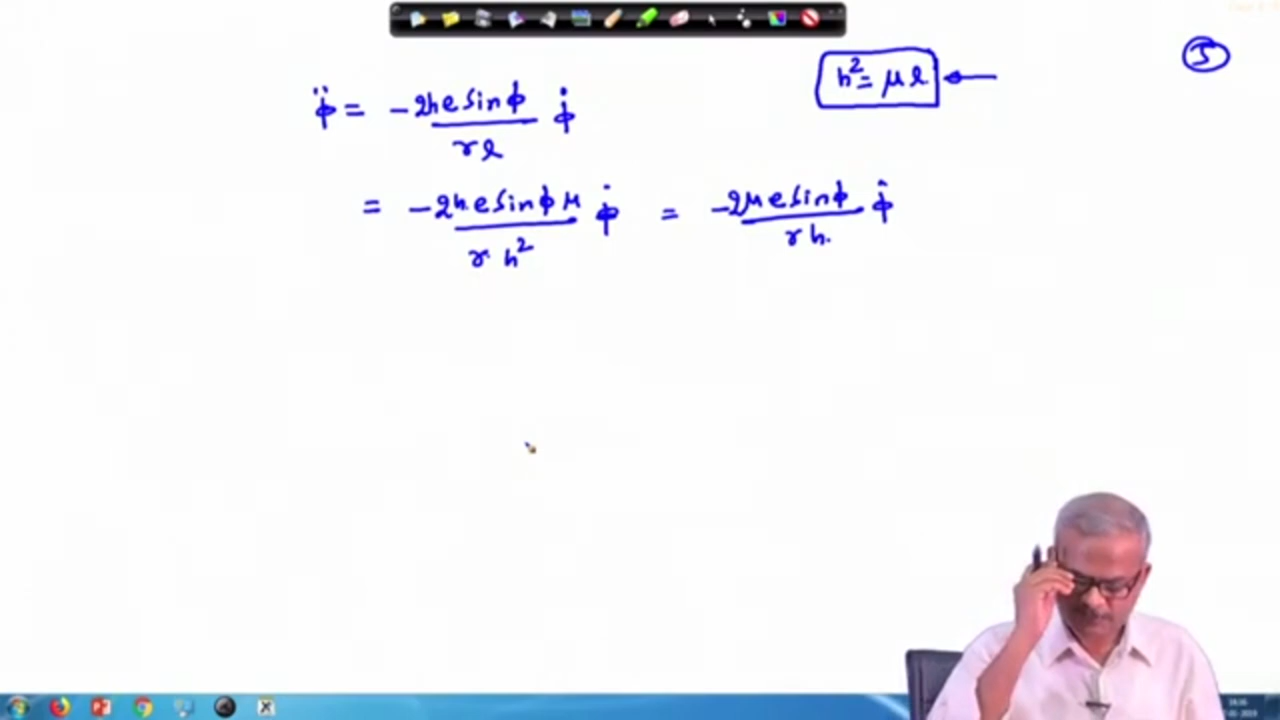 h² = μl
5
φ̈ = -2he sinφ / rl φ̇
= -2he sinφ μ / r h² φ̇ = -2μe sinφ / rh. φ̇